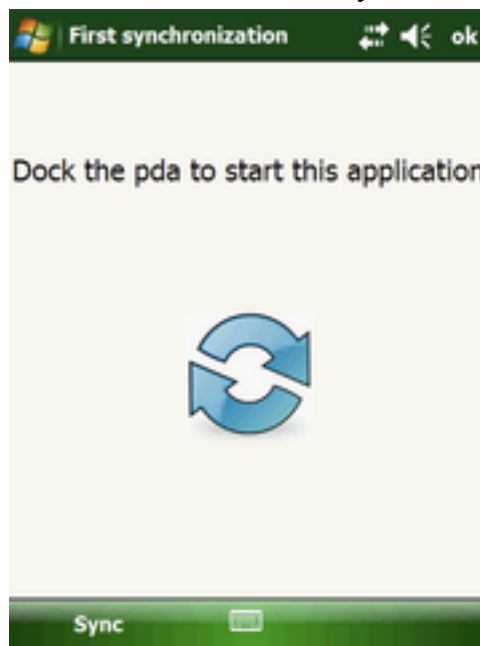 First synchronization ok
Dock the pda to start this application
Sync